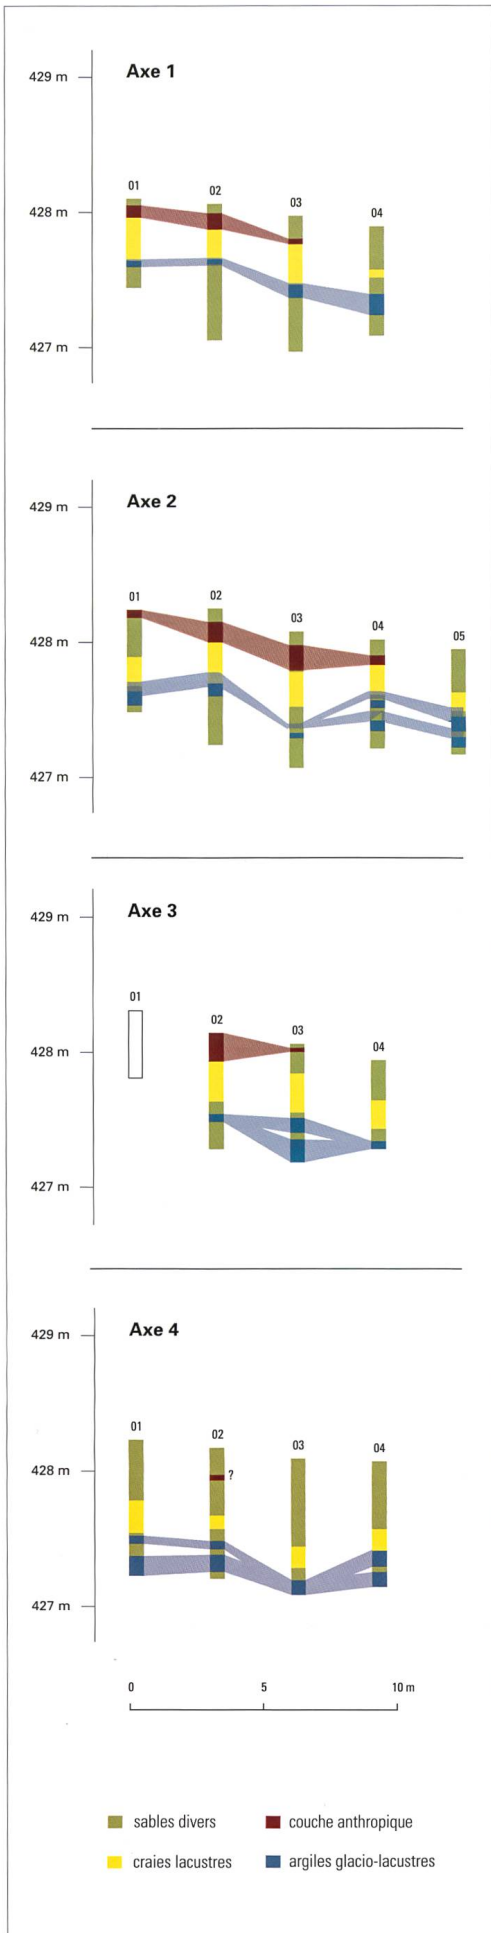 Axe 1
429 m
428 m
427 m
01
02
03
04
Axe 2
429 m
428 m
427 m
01
02
03
04
05
Axe 3
429 m
428 m
427 m
01
02
03
04
Axe 4
429 m
428 m
427 m
01
02
03
04
?
0 5 10 m
sables divers couche anthropique
craies lacustres argiles glacio-lacustres